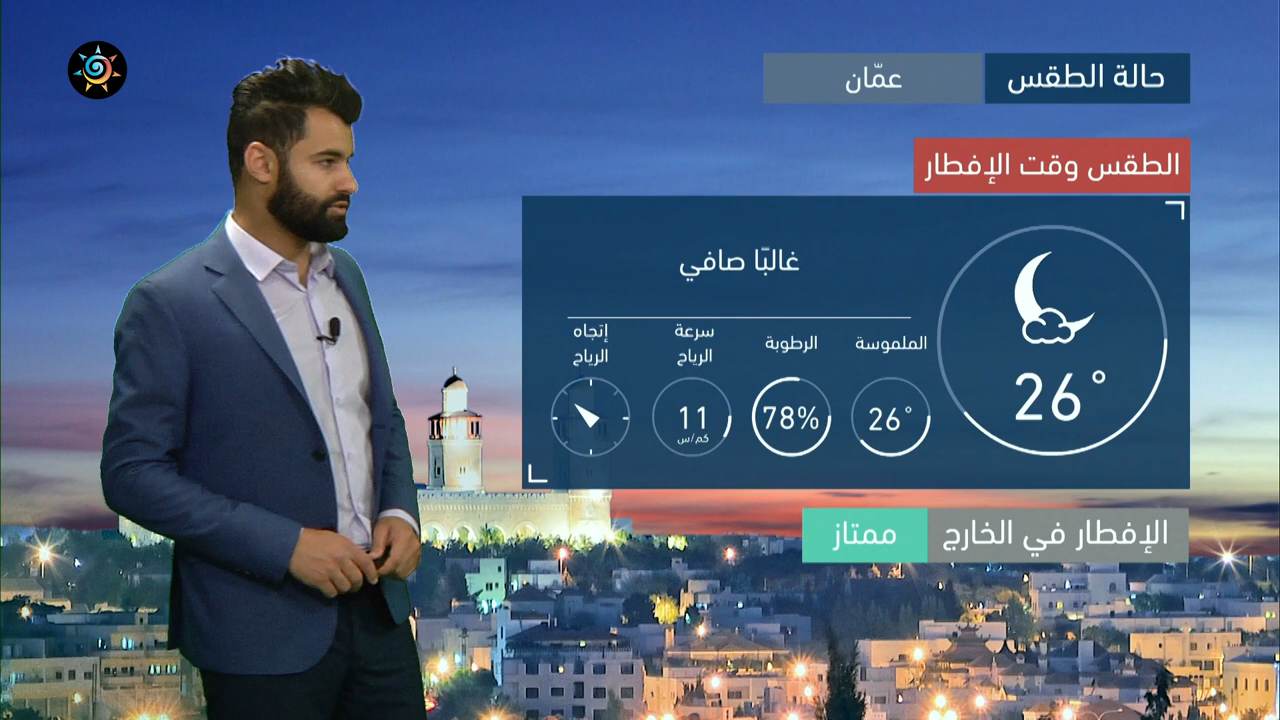 حالة الطقس
عمّان
الطقس وقت الإفطار
غالبًا صافي
26°
الملموسة
26°
الرطوبة
78%
سرعة
الرياح
11
كم/س
إتجاه
الرياح
الإفطار في الخارج
ممتاز